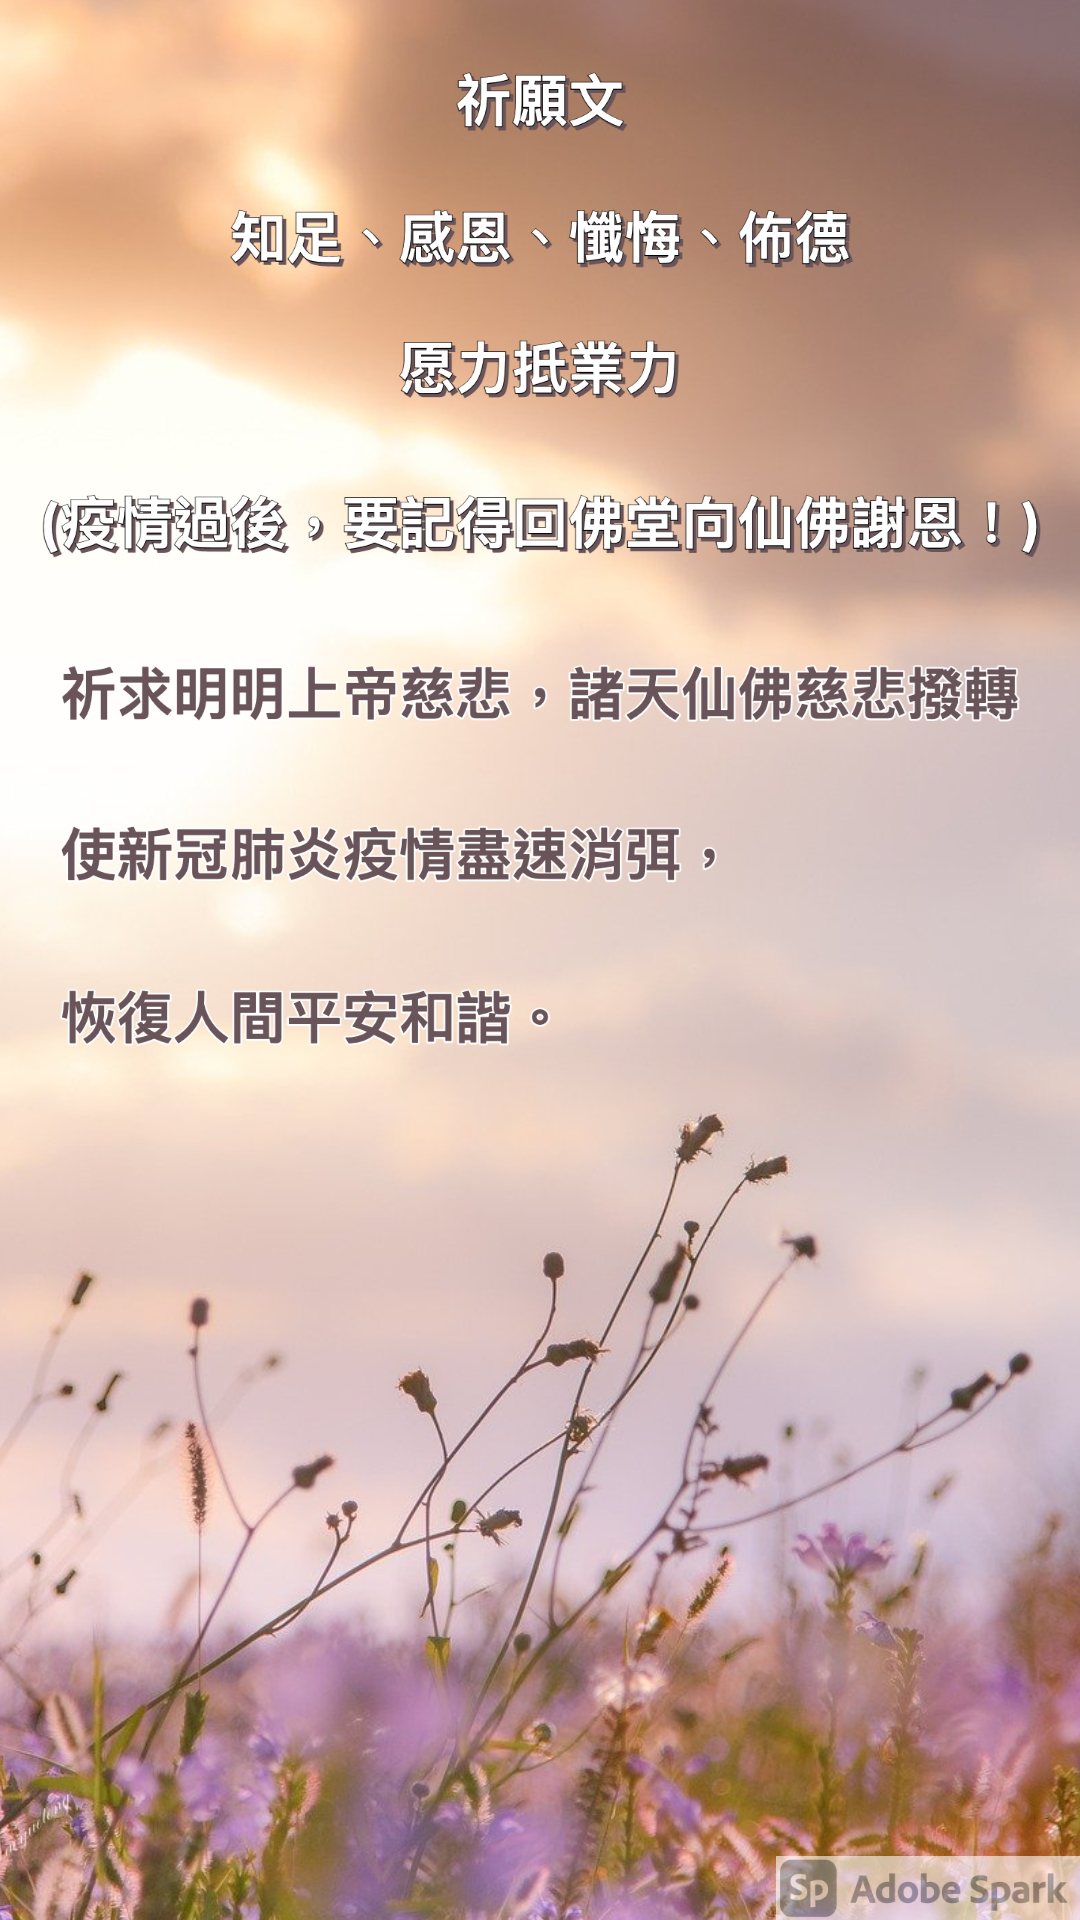 祈願文
知足、感恩、懺悔、佈德
愿力抵業力
(疫情過後，要記得回佛堂向仙佛謝恩！)
祈求明明上帝慈悲，諸天仙佛慈悲撥轉
使新冠肺炎疫情盡速消弭，
恢復人間平安和諧。
Sp Adobe Spark